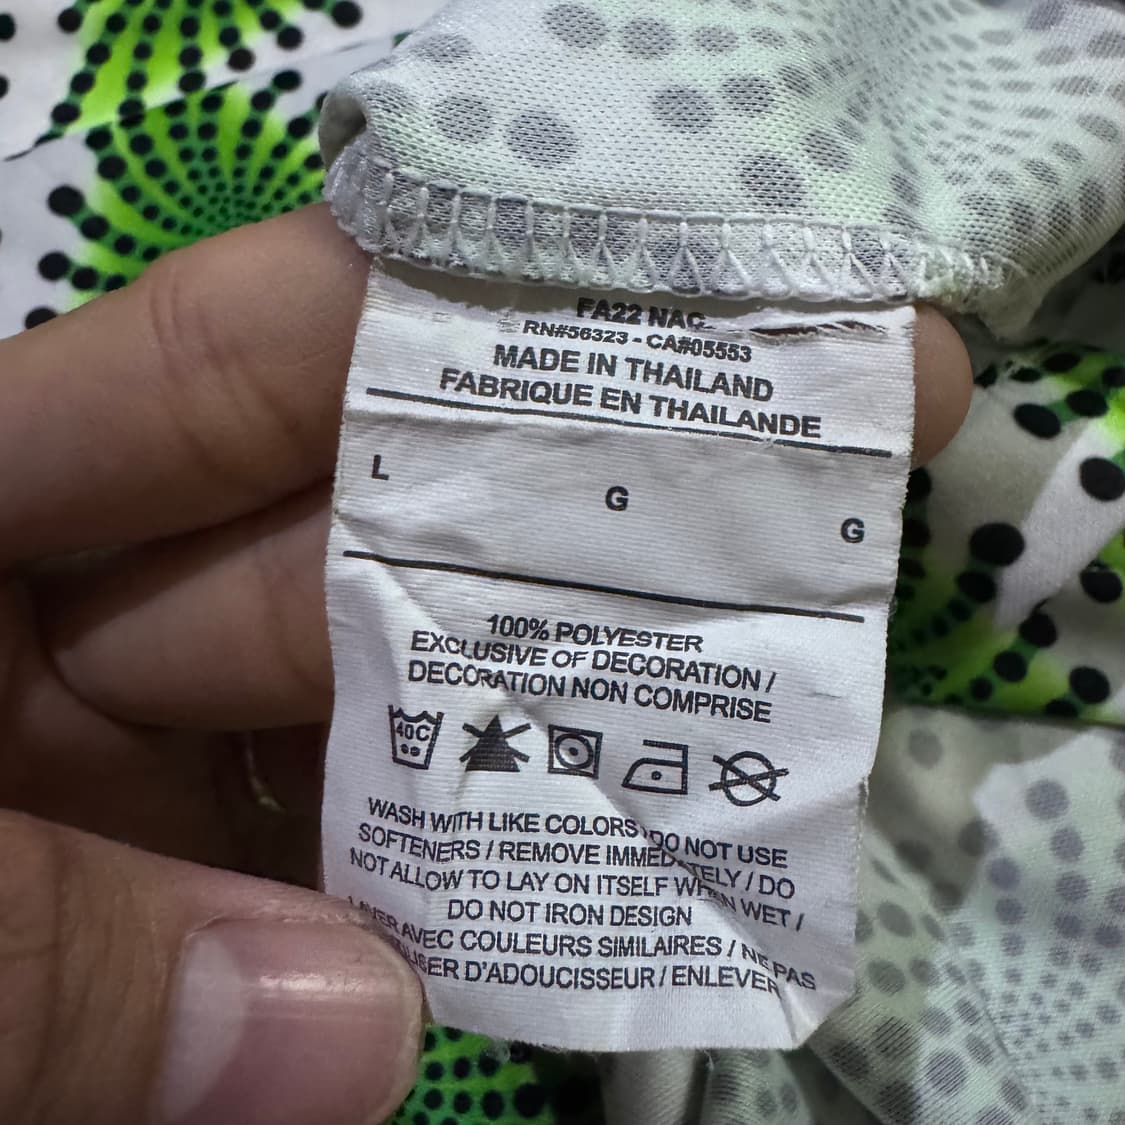 FA22 NAC
RN#56323 - CA#05553
MADE IN THAILAND
FABRIQUE EN THAILANDE
L G G
100% POLYESTER
EXCLUSIVE OF DECORATION /
DECORATION NON COMPRISE
40C
WASH WITH LIKE COLORS / DO NOT USE
SOFTENERS / REMOVE IMMEDIATELY / DO
NOT ALLOW TO LAY ON ITSELF WHEN WET /
DO NOT IRON DESIGN
LAVER AVEC COULEURS SIMILAIRES / NE PAS
D'ADOUCISSEUR / ENLEVER